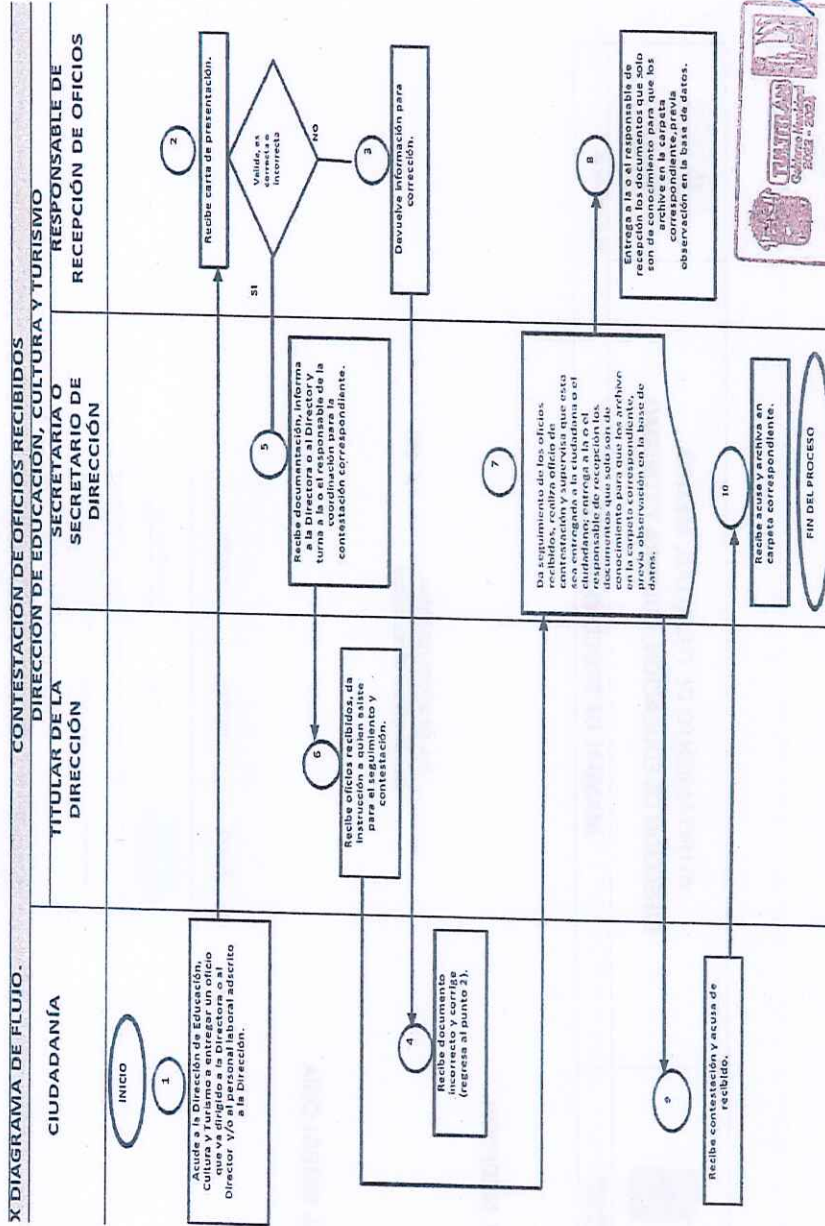 X DIAGRAMA DE FLUJO.
CONTESTACIÓN DE OFICIOS RECIBIDOS
DIRECCIÓN DE EDUCACIÓN, CULTURA Y TURISMO
CIUDADANÍA
TITULAR DE LA
DIRECCIÓN
SECRETARIA O
SECRETARIO DE
DIRECCIÓN
RESPONSABLE DE
RECEPCIÓN DE OFICIOS
INICIO
1
Acude a la Dirección de Educación,
Cultura y Turismo a entregar un oficio
que va dirigido a la Directora o al
Director y/o al personal laboral adscrito
a la Dirección.
2
Recibe carta de presentación.
Valida, es
correcta o
incorrecta
SI
NO
3
Devuelve información para
corrección.
4
Recibe documento
incorrecto y corrige
(regresa al punto 2).
5
Recibe documentación, informa
a la Directora o al Director y
turna a la o el responsable de la
coordinación para la
contestación correspondiente.
6
Recibe oficios recibidos, da
instrucción a quien asiste
para el seguimiento y
contestación.
7
Da seguimiento de los oficios
recibidos, realiza oficio de
contestación y supervisa que esta
sea entregada a la ciudadana o el
ciudadano; entrega a la o el
responsable de recepción los
documentos que solo son de
conocimiento para que los archive
en la carpeta correspondiente,
previa observación en la base de
datos.
8
Entrega a la o el responsable de
recepción los documentos que solo
son de conocimiento para que los
archive en la carpeta
correspondiente, previa
observación en la base de datos.
9
Recibe contestación y acusa de
recibido.
10
Recibe acuse y archiva en
carpeta correspondiente.
FIN DEL PROCESO
TULTITLAN
Gobierno Municipal
2022 - 2024